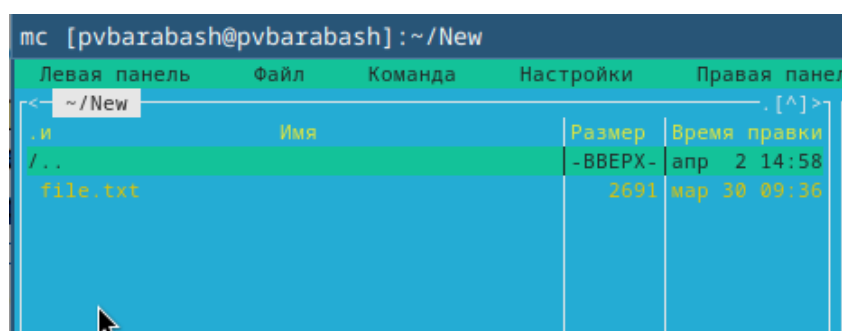 mc [pvbarabash@pvbarabash]:~/New
Левая панель Файл Команда Настройки Правая пане
<— ~/New .[^]>
.и Имя Размер Время правки
/.. -ВВЕРХ- апр 2 14:58
file.txt 2691 мар 30 09:36